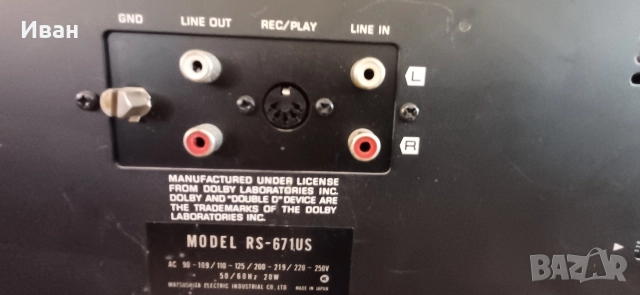 Иван
GND
LINE OUT
REC/PLAY
LINE IN
L
R
MANUFACTURED UNDER LICENSE
FROM DOLBY LABORATORIES INC.
DOLBY AND "DOUBLE D" DEVICE ARE
THE TRADEMARKS OF THE DOLBY
LABORATORIES INC.
MODEL RS-671US
AC 90-109/110-125/200-219/220-250V
50/60Hz 20W
MATSUSHITA ELECTRIC INDUSTRIAL CO., LTD.
MADE IN JAPAN
BAZAR